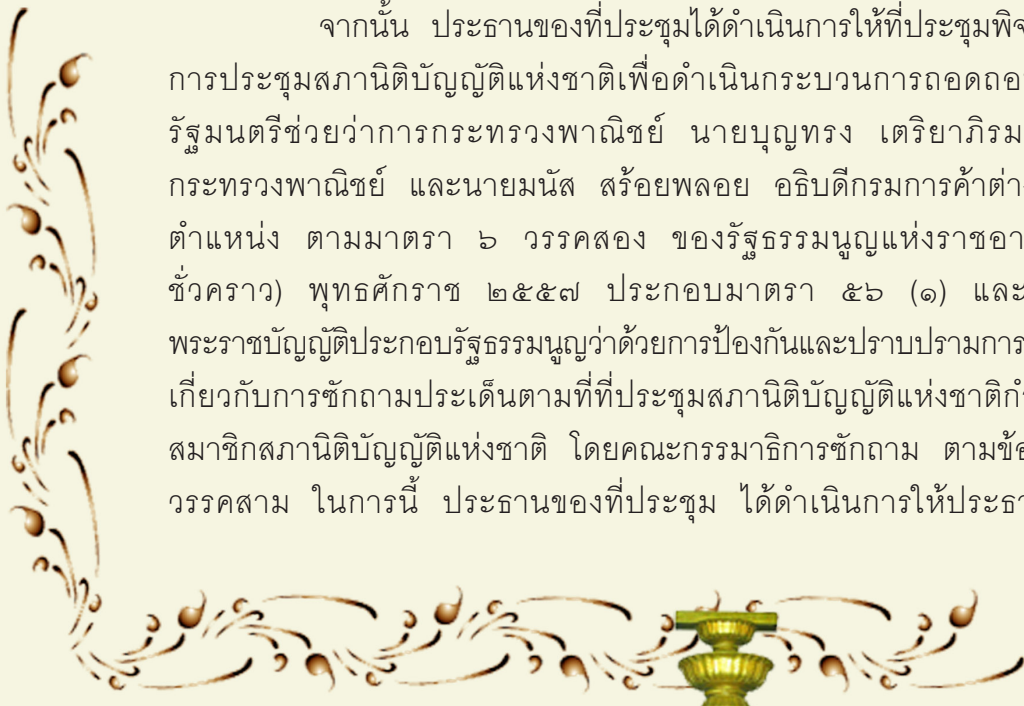 จากนั้น ประธานของที่ประชุมได้ดำเนินการให้ที่ประชุมพิจ
การประชุมสภานิติบัญญัติแห่งชาติเพื่อดำเนินกระบวนการถอดถอ
รัฐมนตรีช่วยว่าการกระทรวงพาณิชย์ นายบุญทรง เตริยาภิรม
กระทรวงพาณิชย์ และนายมนัส สร้อยพลอย อธิบดีกรมการค้าต่า
ตำแหน่ง ตามมาตรา ๖ วรรคสอง ของรัฐธรรมนูญแห่งราชอา
ชั่วคราว) พุทธศักราช ๒๕๕๗ ประกอบมาตรา ๕๖ (๑) และ
พระราชบัญญัติประกอบรัฐธรรมนูญว่าด้วยการป้องกันและปราบปรามการ
เกี่ยวกับการซักถามประเด็นตามที่ที่ประชุมสภานิติบัญญัติแห่งชาติกำ
สมาชิกสภานิติบัญญัติแห่งชาติ โดยคณะกรรมาธิการซักถาม ตามข้อ
วรรคสาม ในการนี้ ประธานของที่ประชุม ได้ดำเนินการให้ประธา